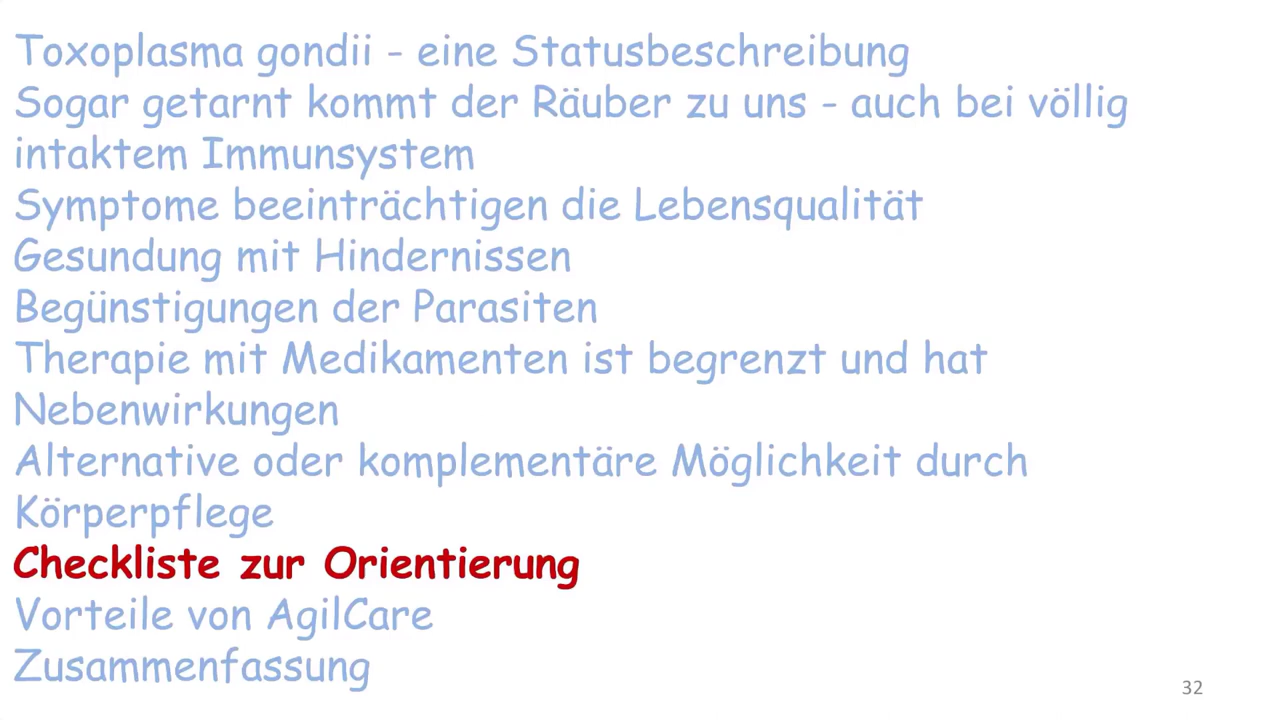 Toxoplasma gondii - eine Statusbeschreibung
Sogar getarnt kommt der Räuber zu uns - auch bei völlig
intaktem Immunsystem
Symptome beeinträchtigen die Lebensqualität
Gesundung mit Hindernissen
Begünstigungen der Parasiten
Therapie mit Medikamenten ist begrenzt und hat
Nebenwirkungen
Alternative oder komplementäre Möglichkeit durch
Körperpflege
Checkliste zur Orientierung
Vorteile von AgilCare
Zusammenfassung
32